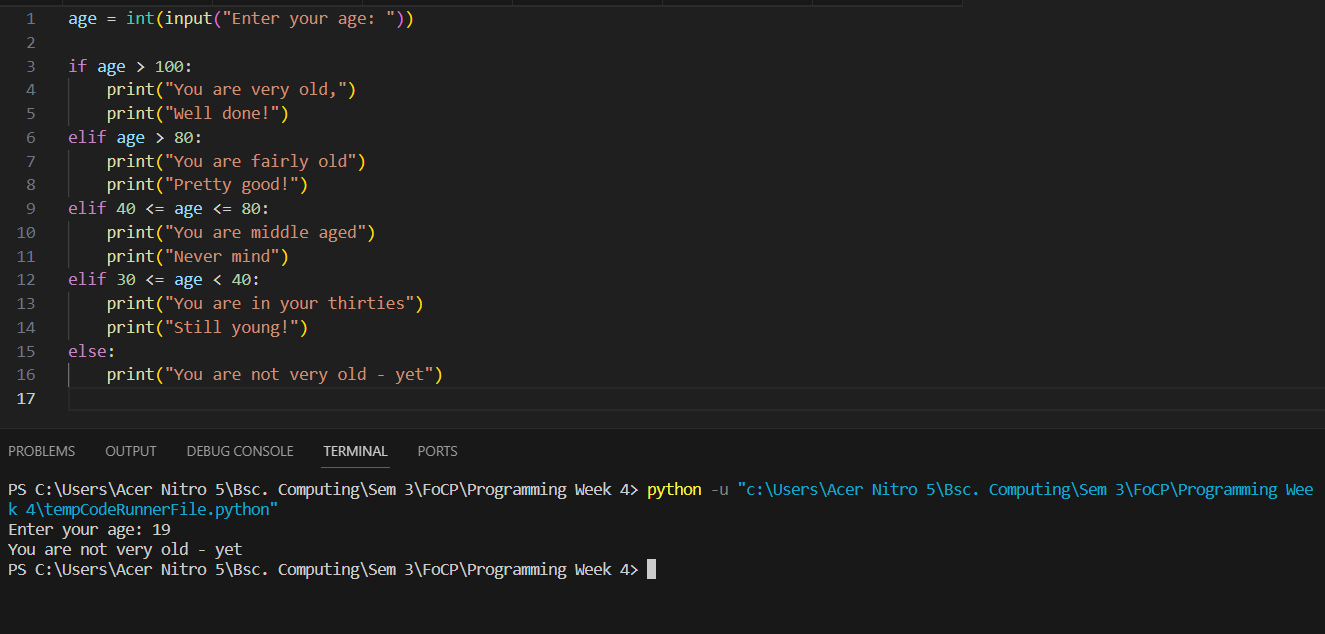 1 age = int(input("Enter your age: "))
2
3 if age > 100:
4     print("You are very old,")
5     print("Well done!")
6 elif age > 80:
7     print("You are fairly old")
8     print("Pretty good!")
9 elif 40 <= age <= 80:
10     print("You are middle aged")
11     print("Never mind")
12 elif 30 <= age < 40:
13     print("You are in your thirties")
14     print("Still young!")
15 else:
16     print("You are not very old - yet")
17
PROBLEMS OUTPUT DEBUG CONSOLE TERMINAL PORTS
PS C:\Users\Acer Nitro 5\Bsc. Computing\Sem 3\FoCP\Programming Week 4> python -u "c:\Users\Acer Nitro 5\Bsc. Computing\Sem 3\FoCP\Programming Wee
k 4\tempCodeRunnerFile.python"
Enter your age: 19
You are not very old - yet
PS C:\Users\Acer Nitro 5\Bsc. Computing\Sem 3\FoCP\Programming Week 4>